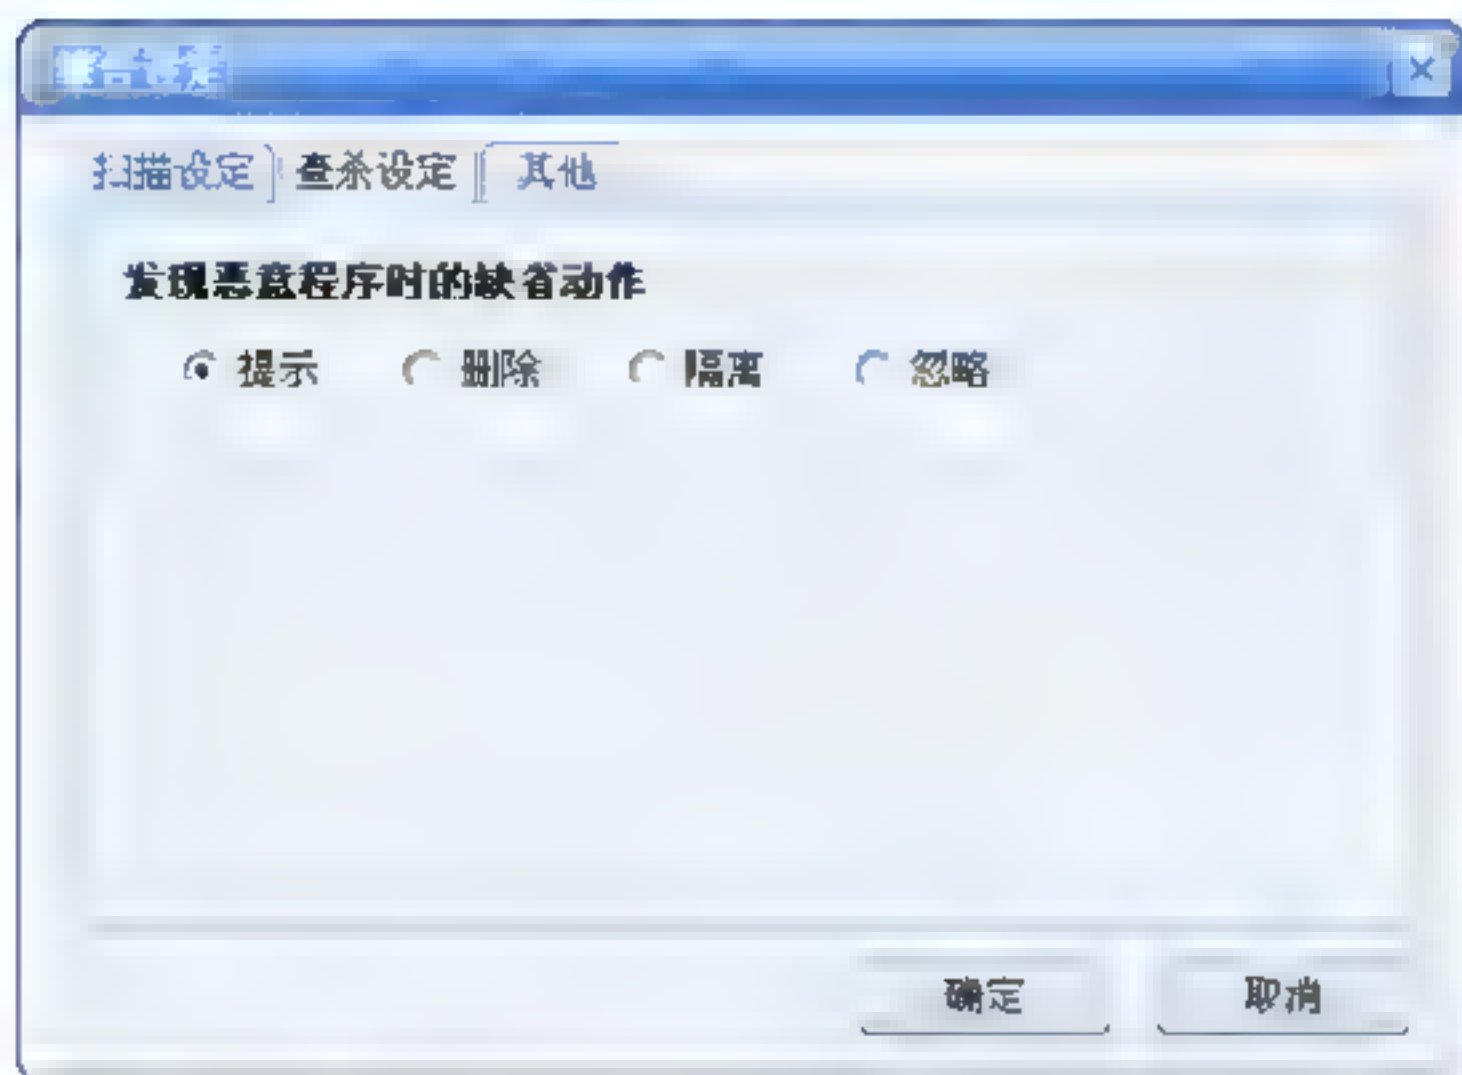 扫描设定 查杀设定 其他
发现恶意程序时的缺省动作
提示 删除 隔离 忽略
确定 取消